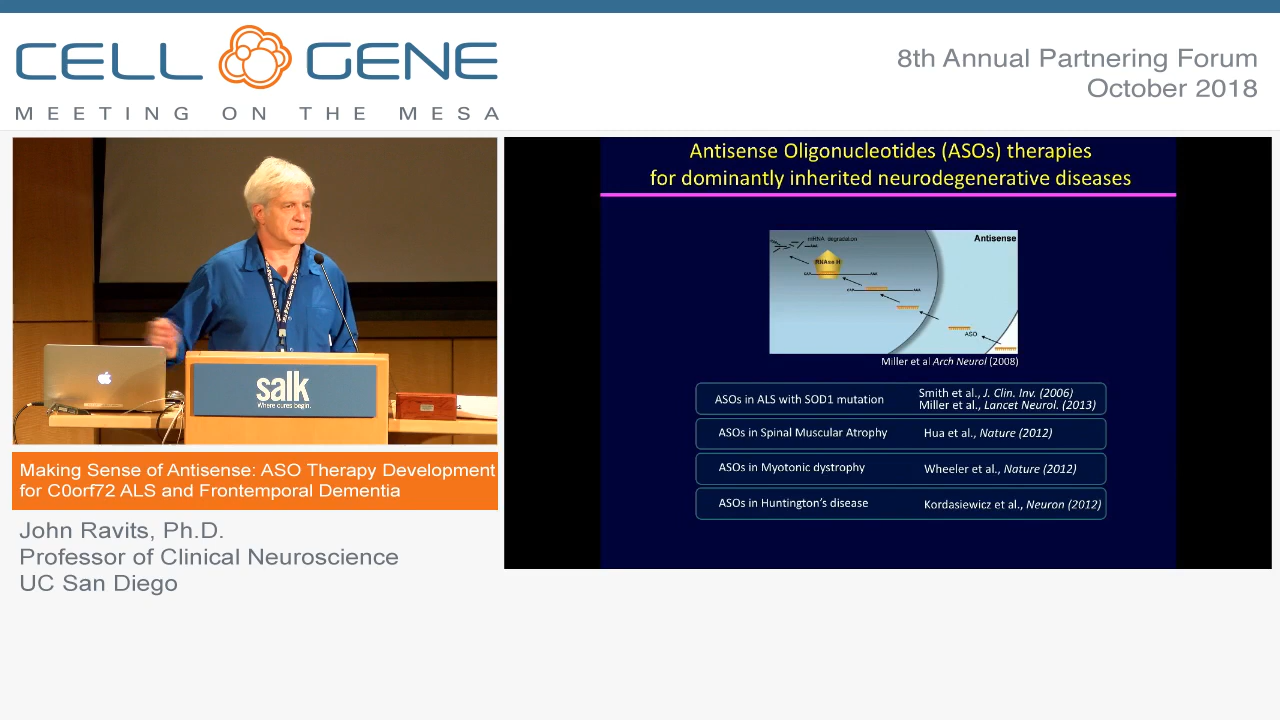 CELL GENE
MEETING ON THE MESA
8th Annual Partnering Forum
October 2018
salk
Where cures begin.
Making Sense of Antisense: ASO Therapy Development
for C0orf72 ALS and Frontemporal Dementia
John Ravits, Ph.D.
Professor of Clinical Neuroscience
UC San Diego
Antisense Oligonucleotides (ASOs) therapies
for dominantly inherited neurodegenerative diseases
mRNA degradation
Antisense
RNAse H
ASO
Miller et al Arch Neurol (2008)
ASOs in ALS with SOD1 mutation
Smith et al., J. Clin. Inv. (2006)
Miller et al., Lancet Neurol. (2013)
ASOs in Spinal Muscular Atrophy
Hua et al., Nature (2012)
ASOs in Myotonic dystrophy
Wheeler et al., Nature (2012)
ASOs in Huntington's disease
Kordasiewicz et al., Neuron (2012)